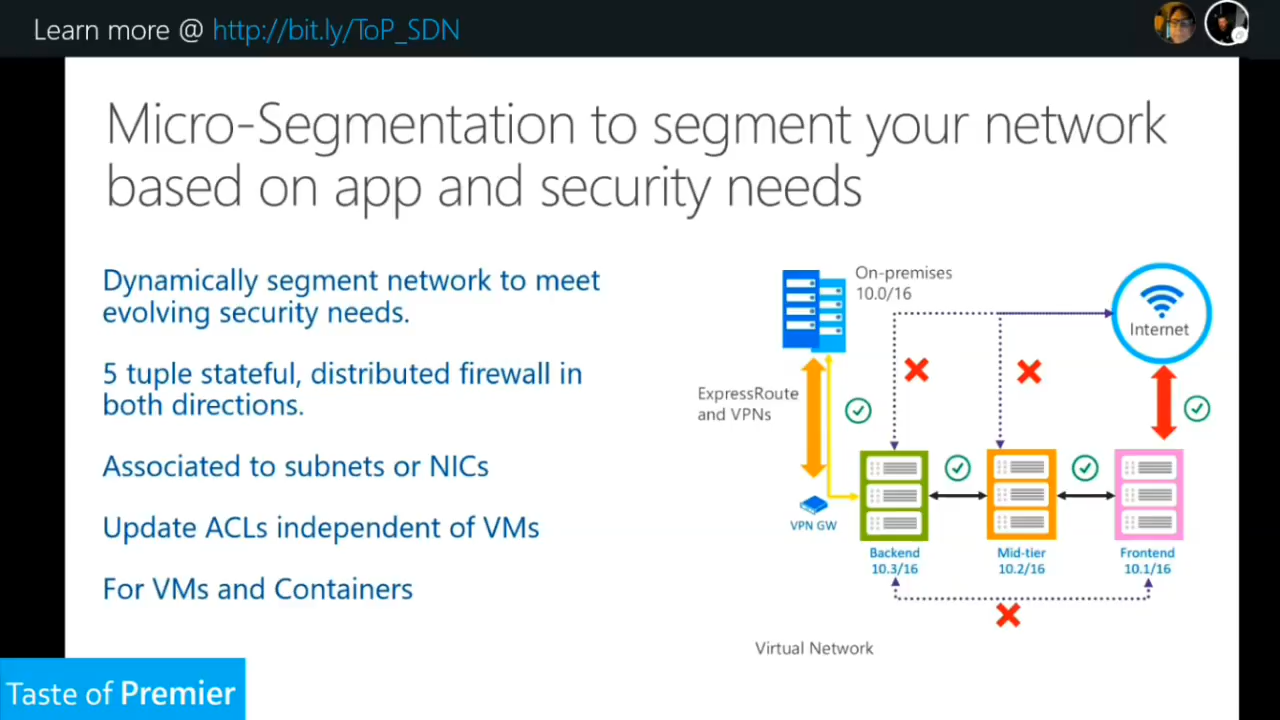 Learn more @ http://bit.ly/ToP_SDN
Micro-Segmentation to segment your network
based on app and security needs
Dynamically segment network to meet
evolving security needs.
5 tuple stateful, distributed firewall in
both directions.
Associated to subnets or NICs
Update ACLs independent of VMs
For VMs and Containers
On-premises
10.0/16
Internet
ExpressRoute
and VPNs
VPN GW
Backend
10.3/16
Mid-tier
10.2/16
Frontend
10.1/16
Virtual Network
Taste of Premier